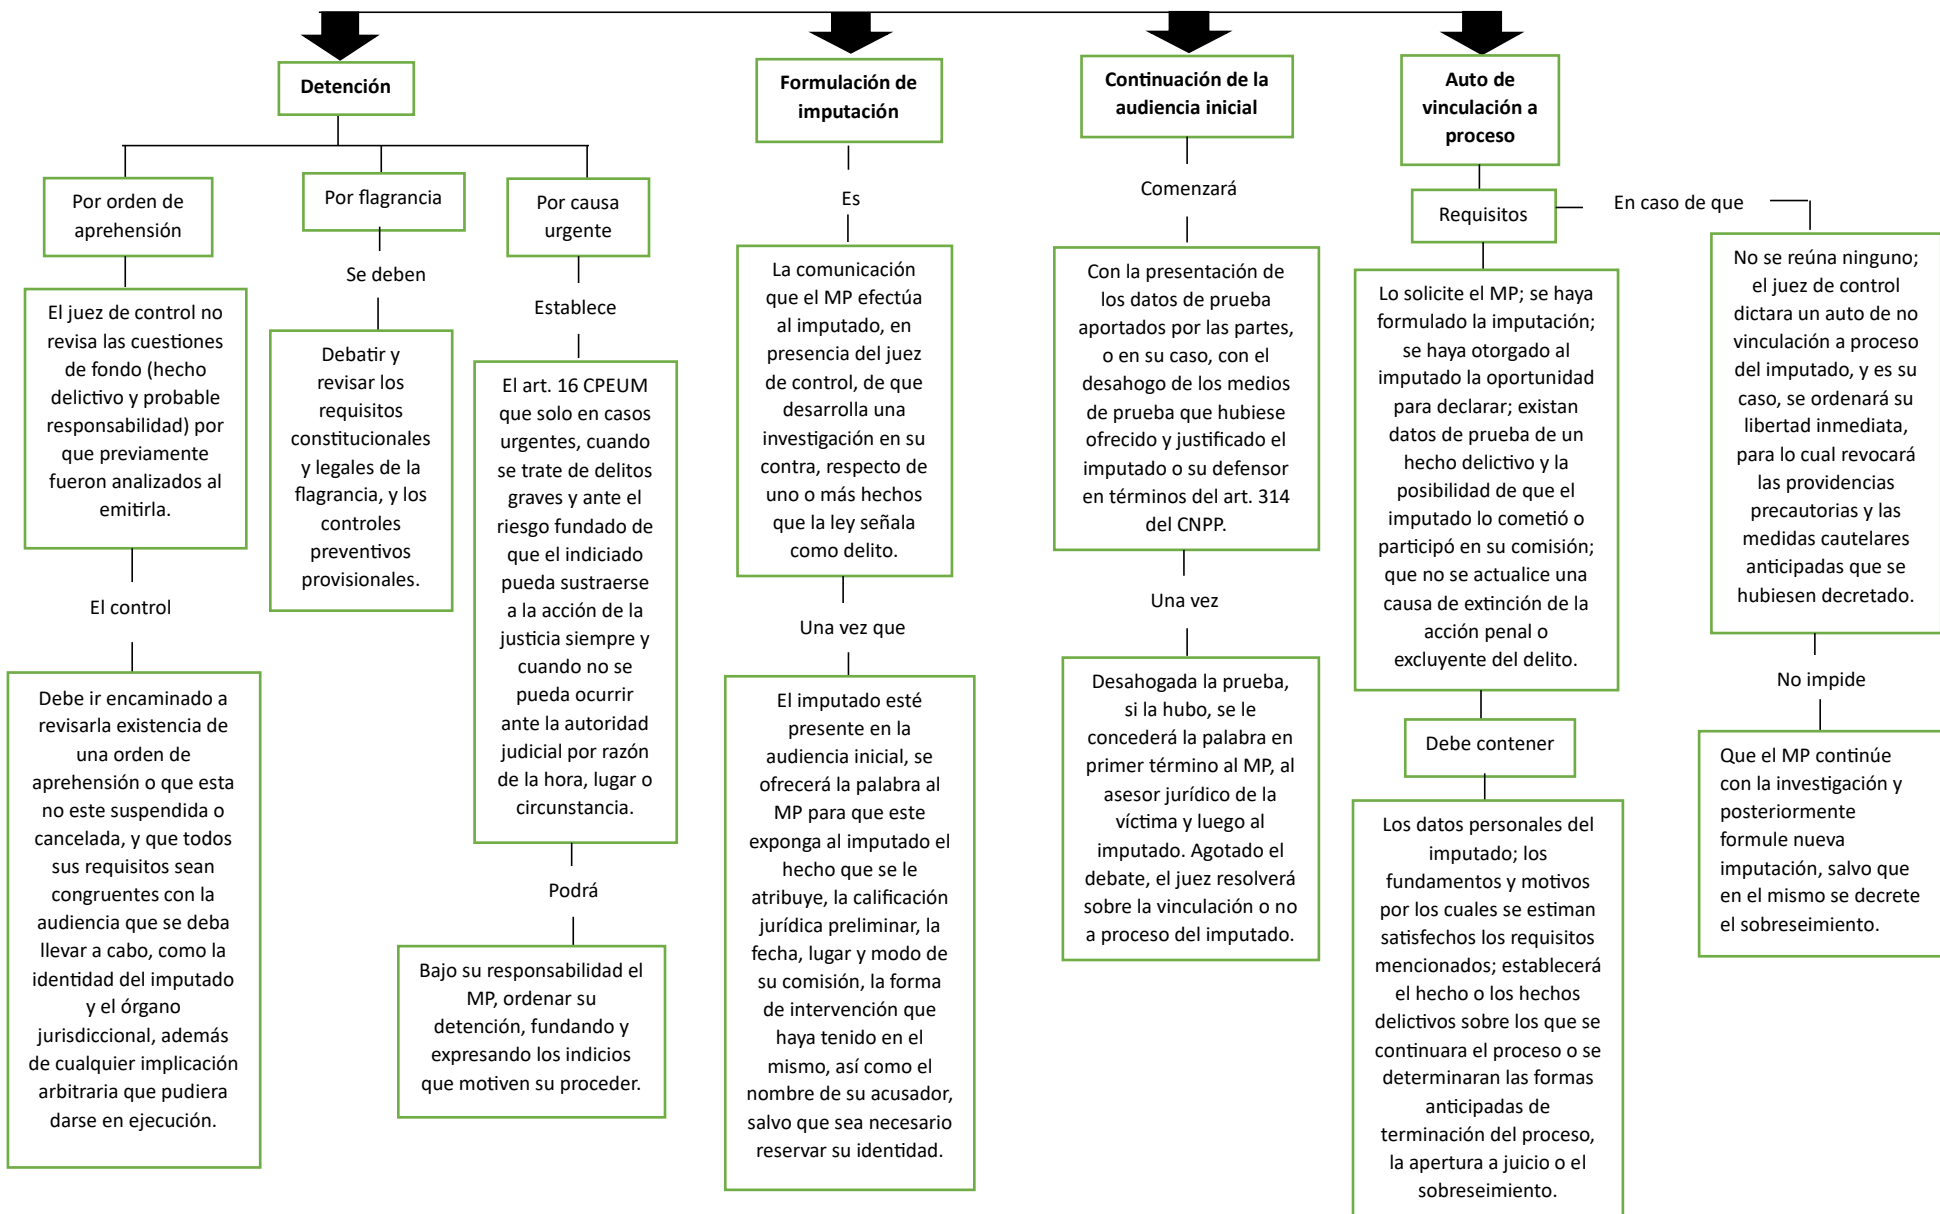 Detención
Por orden de
aprehensión
El juez de control no
revisa las cuestiones
de fondo (hecho
delictivo y probable
responsabilidad) por
que previamente
fueron analizados al
emitirla.
El control
Debe ir encaminado a
revisarla existencia de
una orden de
aprehensión o que esta
no este suspendida o
cancelada, y que todos
sus requisitos sean
congruentes con la
audiencia que se deba
llevar a cabo, como la
identidad del imputado
y el órgano
jurisdiccional, además
de cualquier implicación
arbitraria que pudiera
darse en ejecución.
Por flagrancia
Se deben
Debatir y
revisar los
requisitos
constitucionales
y legales de la
flagrancia, y los
controles
preventivos
provisionales.
Por causa
urgente
Establece
El art. 16 CPEUM
que solo en casos
urgentes, cuando
se trate de delitos
graves y ante el
riesgo fundado de
que el indiciado
pueda sustraerse
a la acción de la
justicia siempre y
cuando no se
pueda ocurrir
ante la autoridad
judicial por razón
de la hora, lugar o
circunstancia.
Podrá
Bajo su responsabilidad el
MP, ordenar su
detención, fundando y
expresando los indicios
que motiven su proceder.
Formulación de
imputación
Es
La comunicación
que el MP efectúa
al imputado, en
presencia del juez
de control, de que
desarrolla una
investigación en su
contra, respecto de
uno o más hechos
que la ley señala
como delito.
Una vez que
El imputado esté
presente en la
audiencia inicial, se
ofrecerá la palabra al
MP para que este
exponga al imputado el
hecho que se le
atribuye, la calificación
jurídica preliminar, la
fecha, lugar y modo de
su comisión, la forma
de intervención que
haya tenido en el
mismo, así como el
nombre de su acusador,
salvo que sea necesario
reservar su identidad.
Continuación de la
audiencia inicial
Comenzará
Con la presentación de
los datos de prueba
aportados por las partes,
o en su caso, con el
desahogo de los medios
de prueba que hubiese
ofrecido y justificado el
imputado o su defensor
en términos del art. 314
del CNPP.
Una vez
Desahogada la prueba,
si la hubo, se le
concederá la palabra en
primer término al MP, al
asesor jurídico de la
víctima y luego al
imputado. Agotado el
debate, el juez resolverá
sobre la vinculación o no
a proceso del imputado.
Auto de
vinculación a
proceso
Requisitos
Lo solicite el MP; se haya
formulado la imputación;
se haya otorgado al
imputado la oportunidad
para declarar; existan
datos de prueba de un
hecho delictivo y la
posibilidad de que el
imputado lo cometió o
participó en su comisión;
que no se actualice una
causa de extinción de la
acción penal o
excluyente del delito.
Debe contener
Los datos personales del
imputado; los
fundamentos y motivos
por los cuales se estiman
satisfechos los requisitos
mencionados; establecerá
el hecho o los hechos
delictivos sobre los que se
continuara el proceso o se
determinaran las formas
anticipadas de
terminación del proceso,
la apertura a juicio o el
sobreseimiento.
En caso de que
No se reúna ninguno;
el juez de control
dictara un auto de no
vinculación a proceso
del imputado, y es su
caso, se ordenará su
libertad inmediata,
para lo cual revocará
las providencias
precautorias y las
medidas cautelares
anticipadas que se
hubiesen decretado.
No impide
Que el MP continúe
con la investigación y
posteriormente
formule nueva
imputación, salvo que
en el mismo se decrete
el sobreseimiento.